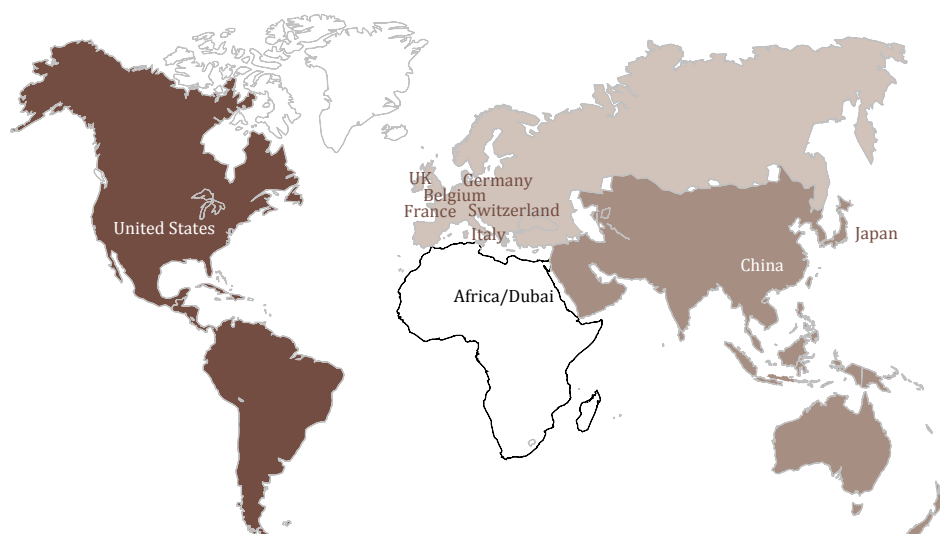 UK
Germany
Belgium
France
Switzerland
United States
Italy
Japan
China
Africa/Dubai